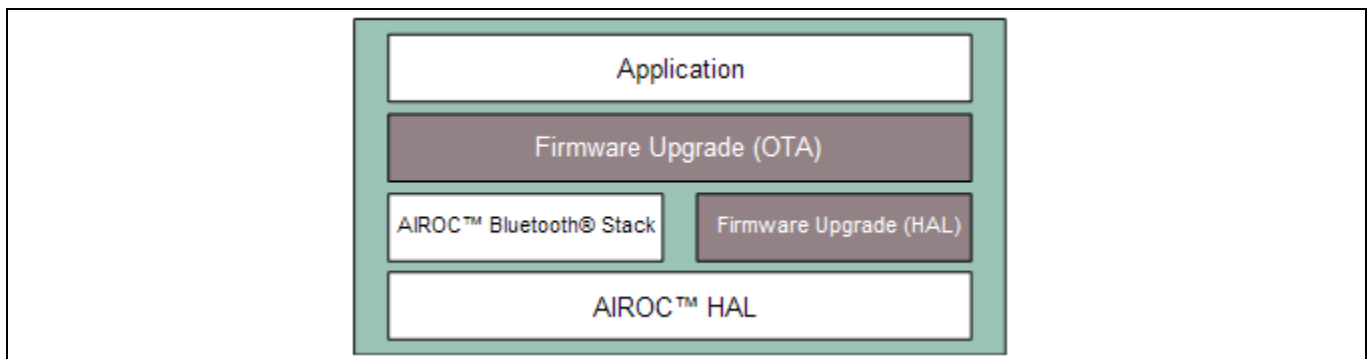 Application
Firmware Upgrade (OTA)
AIROC™ Bluetooth® Stack
Firmware Upgrade (HAL)
AIROC™ HAL